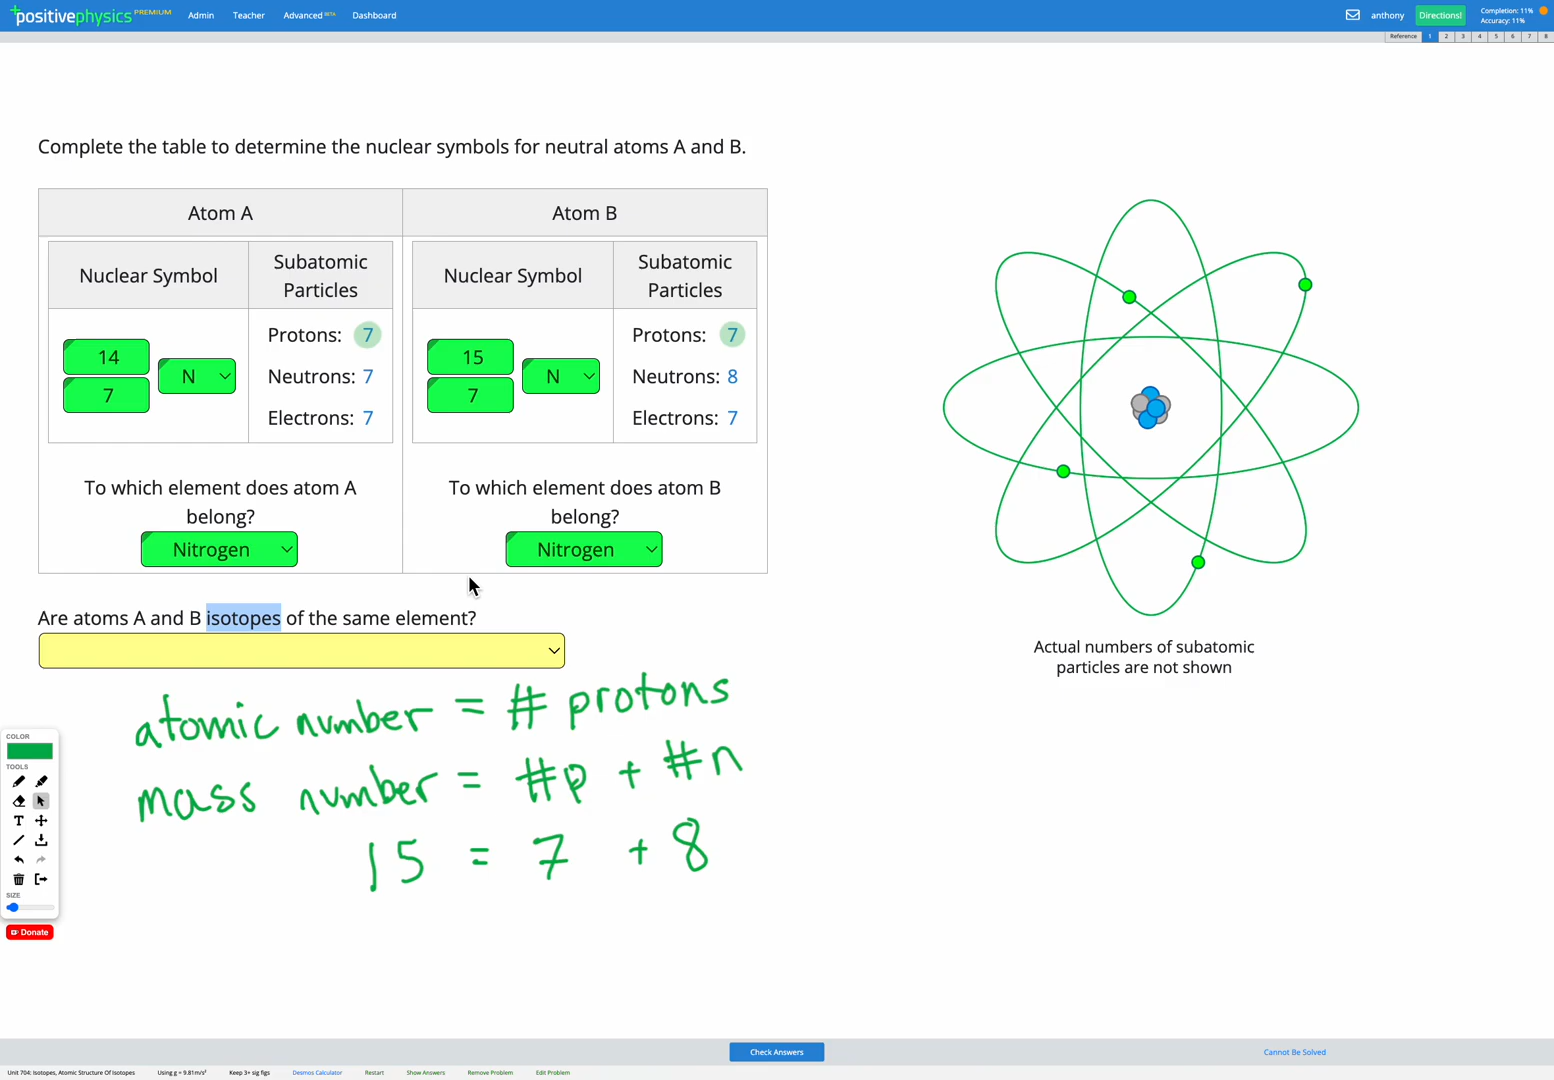 +positivephysics PREMIUM Admin Teacher Advanced BETA Dashboard anthony Directions! Completion: 11%
Accuracy: 11%
Reference 1 2 3 4 5 6 7 8
Complete the table to determine the nuclear symbols for neutral atoms A and B.
Atom A Atom B
Nuclear Symbol Subatomic Particles Nuclear Symbol Subatomic Particles
14 7 N Protons: 7 15 7 N Protons: 7
Neutrons: 7 Neutrons: 8
Electrons: 7 Electrons: 7
To which element does atom A
belong?
Nitrogen
To which element does atom B
belong?
Nitrogen
Are atoms A and B isotopes of the same element?
Actual numbers of subatomic
particles are not shown
atomic number = # protons
mass number = #p + #n
15 = 7 + 8
COLOR
TOOLS
T
SIZE
Donate
Check Answers Cannot Be Solved
Unit 704: Isotopes, Atomic Structure Of Isotopes Using g = 9.81m/s² Keep 3+ sig figs Desmos Calculator Restart Show Answers Remove Problem Edit Problem